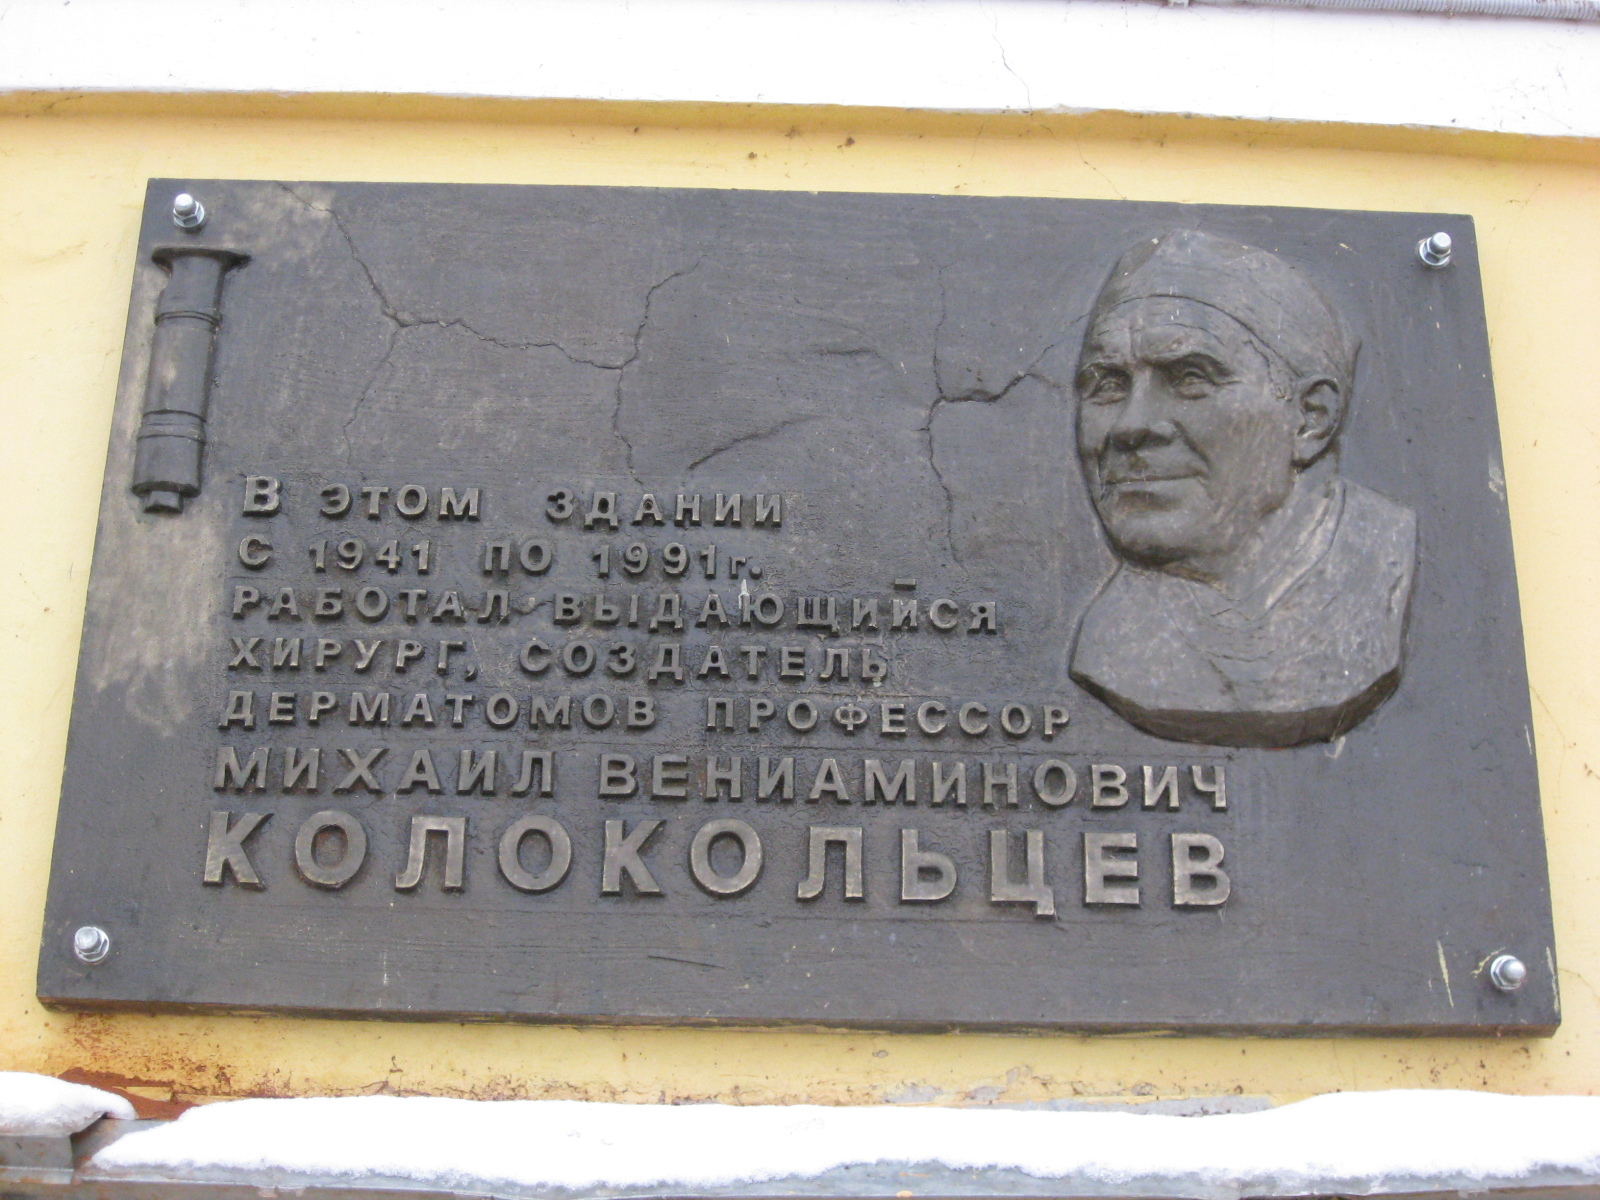 В ЭТОМ ЗДАНИИ
С 1941 ПО 1991г.
РАБОТАЛ ВЫДАЮЩИЙСЯ
ХИРУРГ, СОЗДАТЕЛЬ
ДЕРМАТОМОВ ПРОФЕССОР
МИХАИЛ ВЕНИАМИНОВИЧ
КОЛОКОЛЬЦЕВ